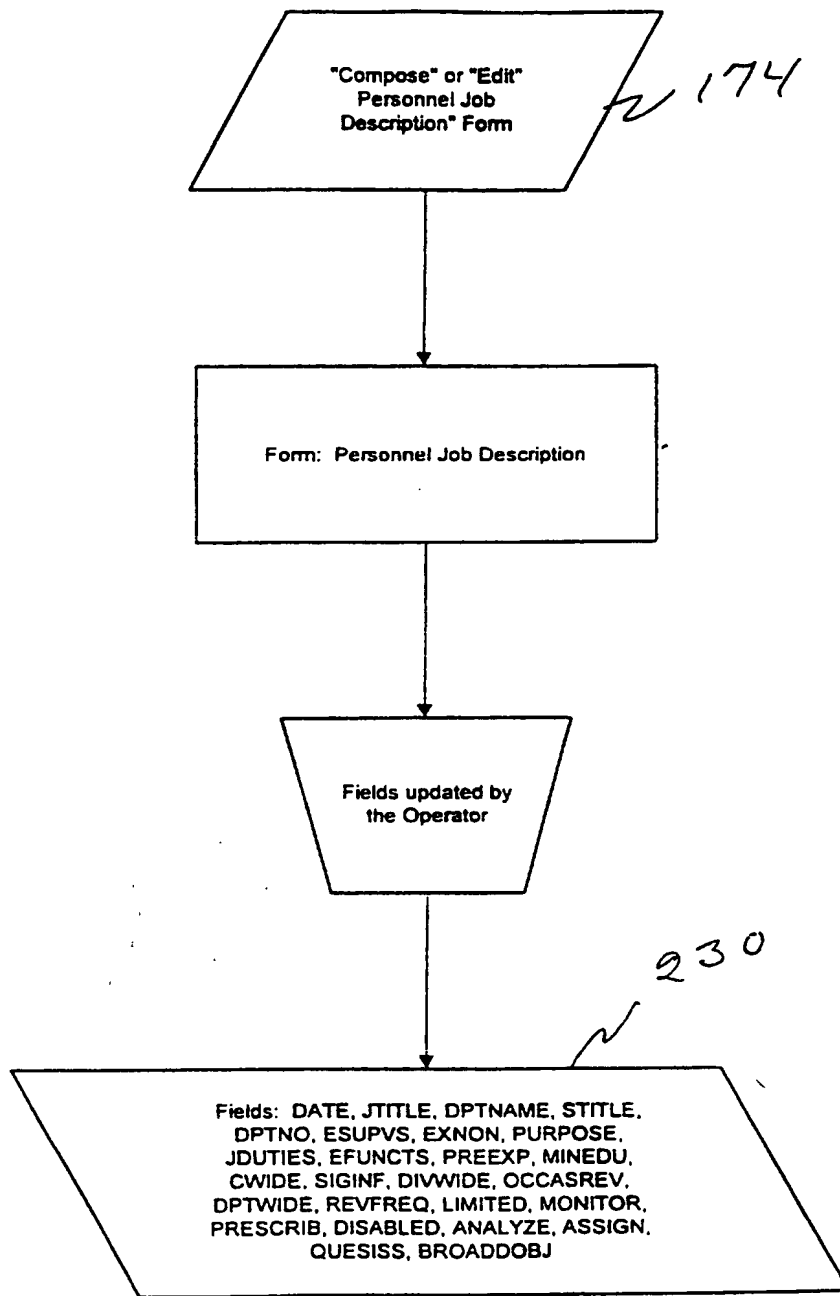 "Compose" or "Edit"
Personnel Job
Description" Form
174
Form: Personnel Job Description
Fields updated by
the Operator
230
Fields: DATE, JTITLE, DPTNAME, STITLE,
DPTNO, ESUPVS, EXNON, PURPOSE,
JDUTIES, EFUNCTS, PREEXP, MINEDU,
CWIDE, SIGINF, DIVWIDE, OCCASREV,
DPTWIDE, REVFREQ, LIMITED, MONITOR,
PRESCRIB, DISABLED, ANALYZE, ASSIGN,
QUESISS, BROADDOBJ